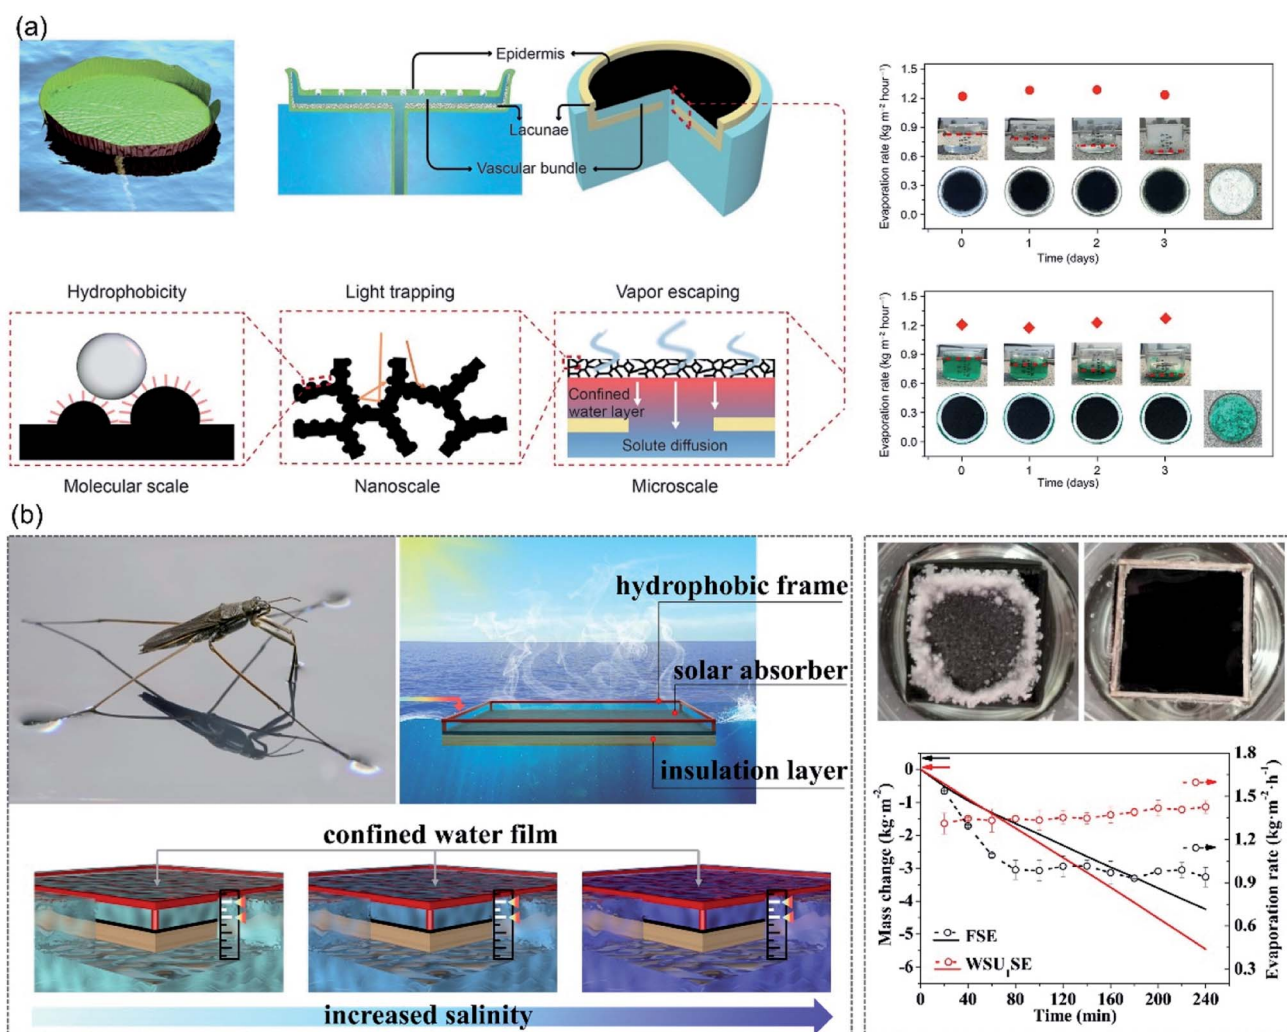 (a)
Epidermis
Lacunae
Vascular bundle
Hydrophobicity
Light trapping
Vapor escaping
Confined
water layer
Solute diffusion
Molecular scale
Nanoscale
Microscale
Evaporation rate (kg m⁻² hour⁻¹)
1.5
1.2
0.9
0.6
0.3
0.0
0 1 2 3
Time (days)
Evaporation rate (kg m⁻² hour⁻¹)
1.5
1.2
0.9
0.6
0.3
0.0
0 1 2 3
Time (days)
(b)
hydrophobic frame
solar absorber
insulation layer
confined water film
increased salinity
Mass change (kg·m⁻²)
0
-1
-2
-3
-4
-5
-6
1.8
1.5
1.2
0.9
0.6
0.3
Evaporation rate (kg·m⁻²·h⁻¹)
FSE
WSU₁SE
0 40 80 120 160 200 240
Time (min)